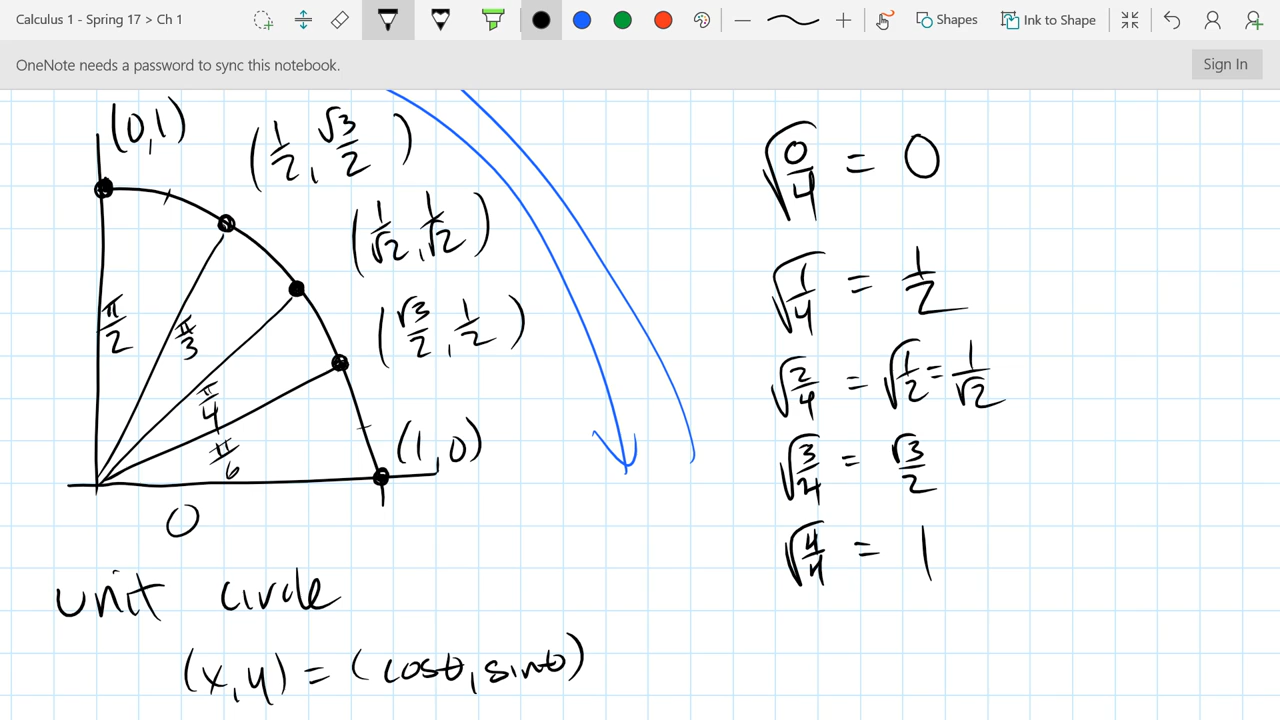 Calculus 1 - Spring 17 > Ch 1
Shapes
Ink to Shape
OneNote needs a password to sync this notebook.
Sign In
(0,1)
(1/2, √3/2)
(1/√2, 1/√2)
(√3/2, 1/2)
(1,0)
π/2
π/3
π/4
π/6
0
unit circle
(x,y) = (cosθ, sinθ)
√(0/4) = 0
√(1/4) = 1/2
√(2/4) = √(1/2) = 1/√2
√(3/4) = √3/2
√(4/4) = 1